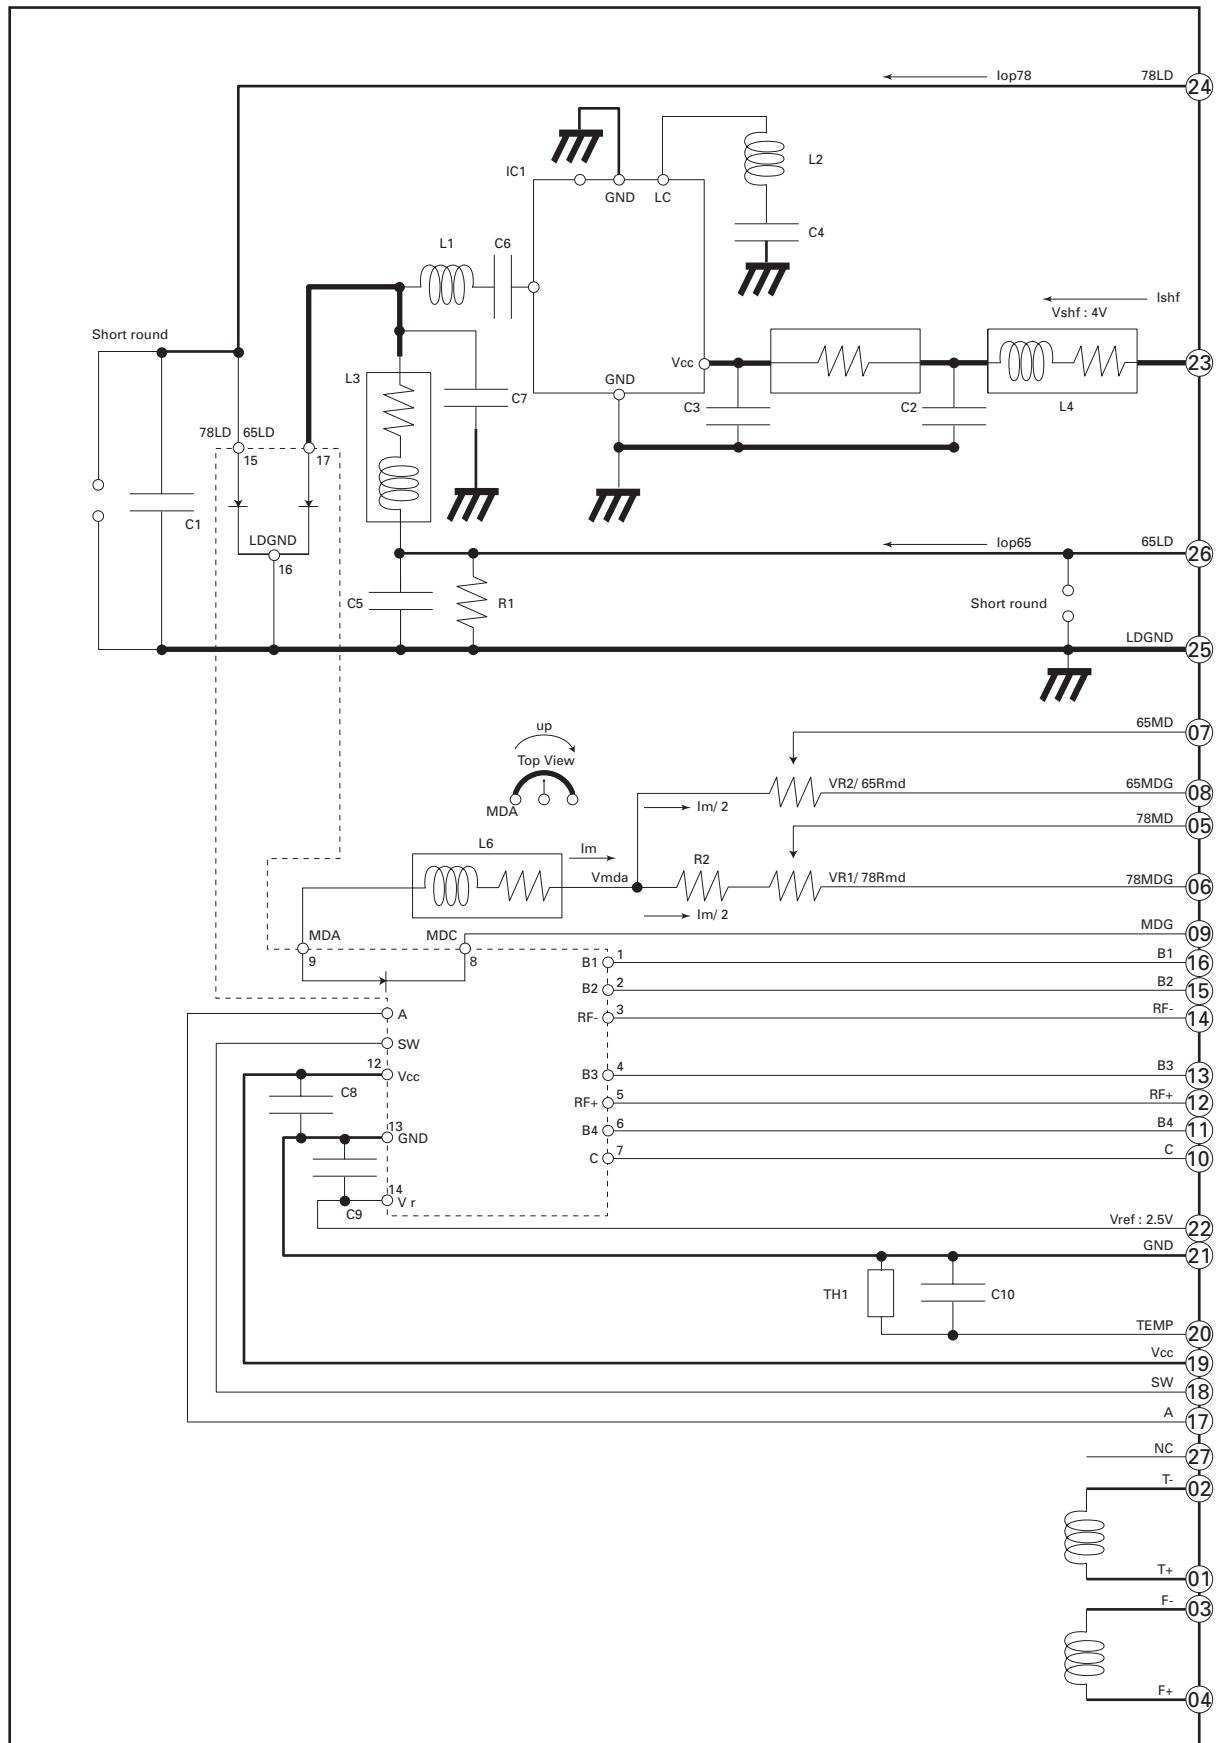 Iop78 78LD 24
IC1 GND LC L2
C4
L1 C6
Ishf
Vshf : 4V
Short round
Vcc 23
L3 GND C3 C2 L4
C7
78LD 65LD
15 17
C1
LDGND
16
Iop65 65LD 26
C5 R1 Short round
LDGND 25
up
Top View
MDA
65MD 07
VR2/ 65Rmd 65MDG 08
Im/ 2
78MD 05
L6 Im
Vmda R2 VR1/ 78Rmd 78MDG 06
Im/ 2
MDA MDC MDG 09
9 8
B1 1 B1 16
B2 2 B2 15
A RF- 3 RF- 14
SW
12 Vcc B3 4 B3 13
C8 RF+ 5 RF+ 12
13 GND B4 6 B4 11
C 7 C 10
14 V r
C9
Vref : 2.5V 22
GND 21
TH1 C10
TEMP 20
Vcc 19
SW 18
A 17
NC 27
T- 02
T+ 01
F- 03
F+ 04